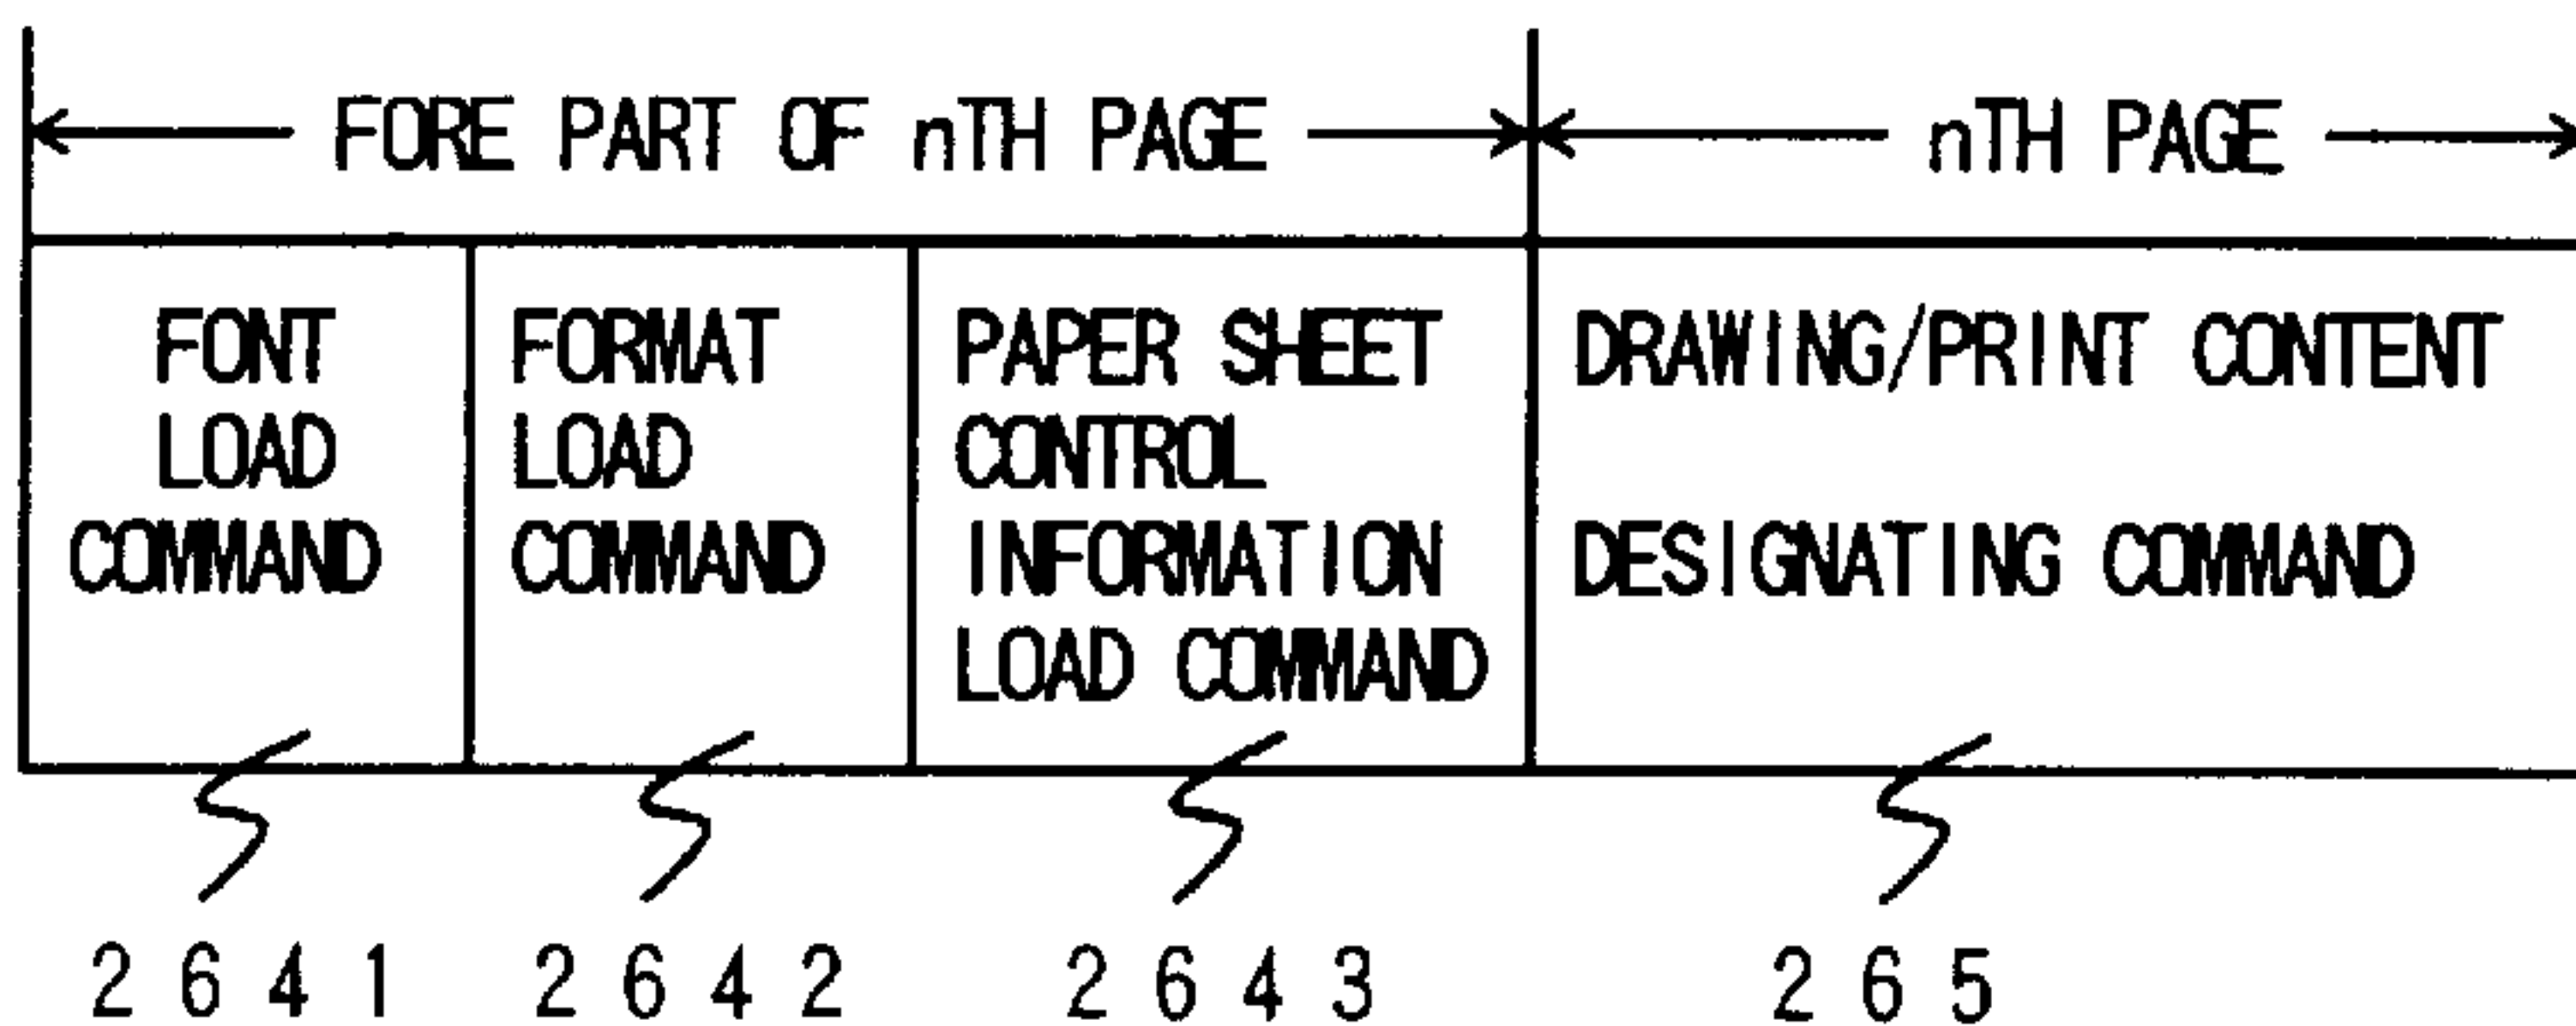 FORE PART OF nTH PAGE
nTH PAGE
FONT
LOAD
COMMAND
FORMAT
LOAD
COMMAND
PAPER SHEET
CONTROL
INFORMATION
LOAD COMMAND
DRAWING/PRINT CONTENT
DESIGNATING COMMAND
2641
2642
2643
265